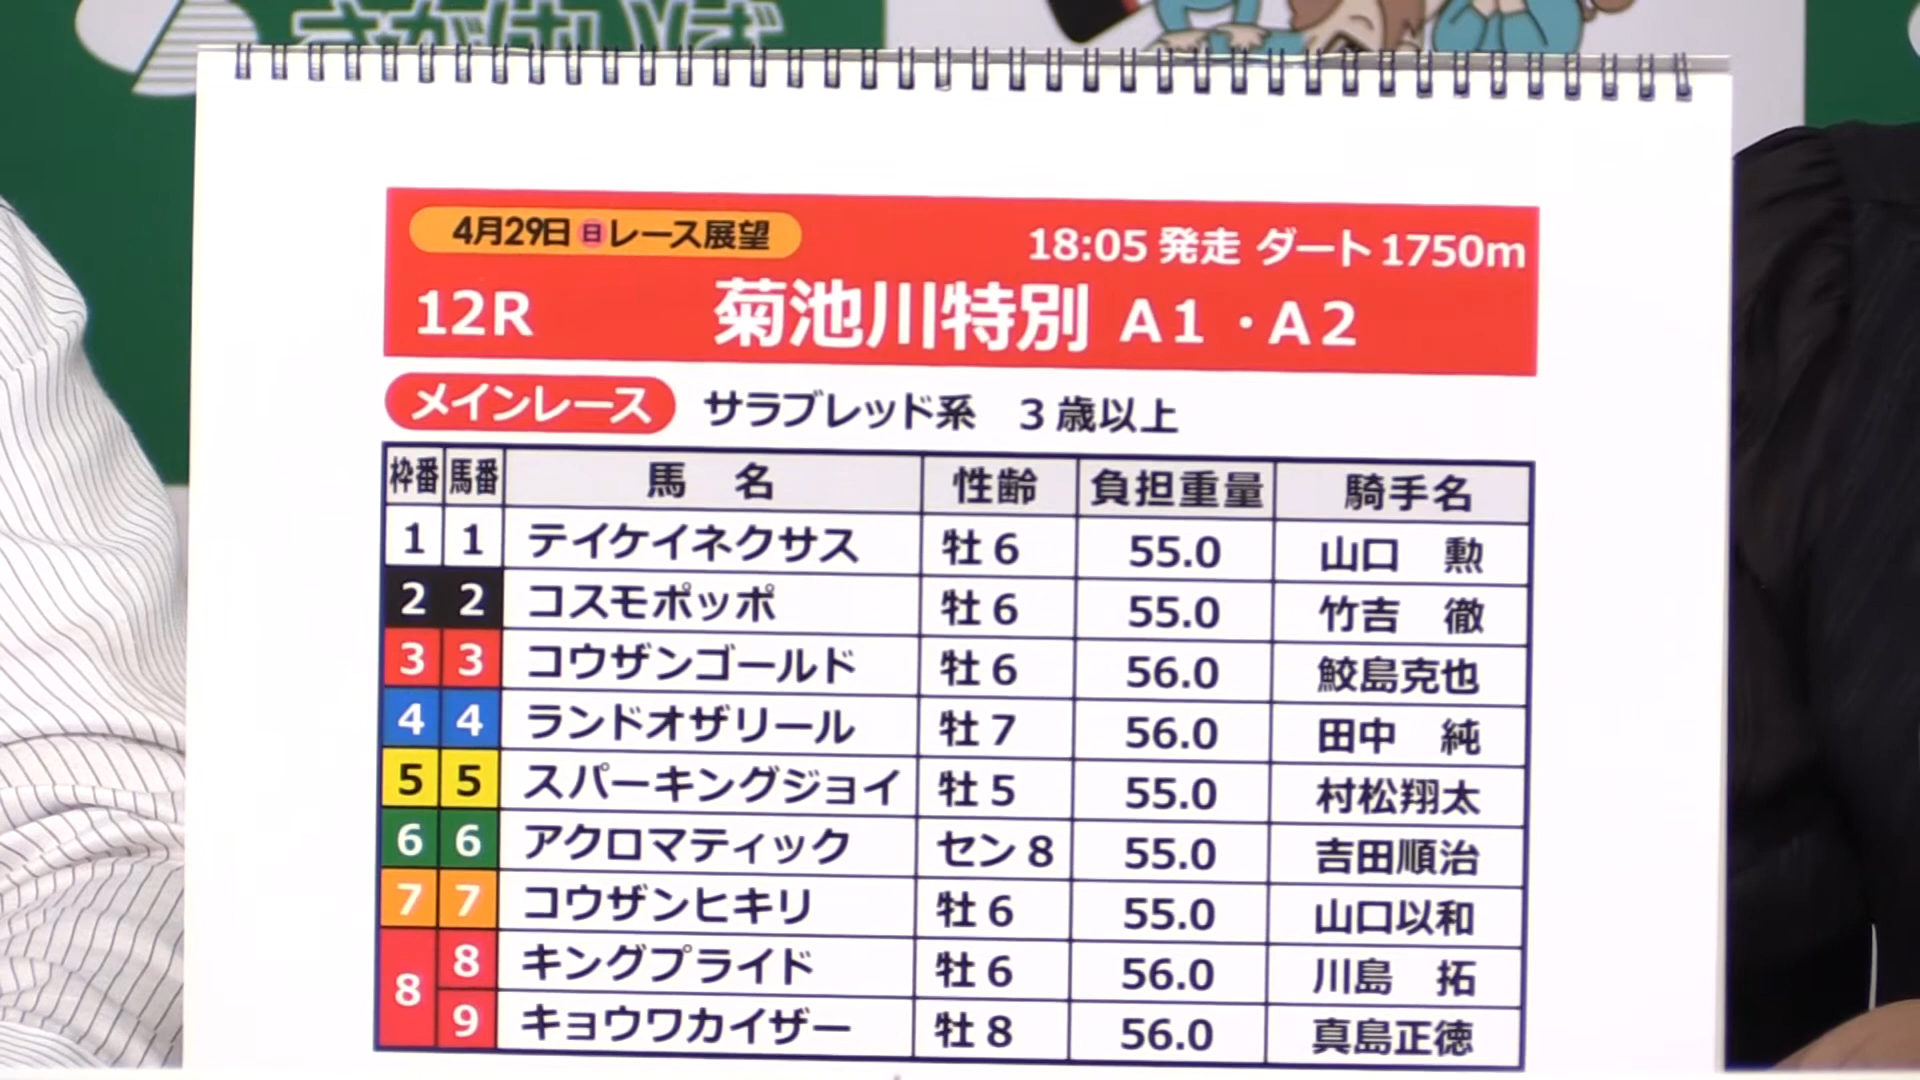 さがけいば
4月29日㊐レース展望
18:05 発走 ダート1750m
12R 菊池川特別 A1・A2
メインレース サラブレッド系 3歳以上
枠番 馬番 馬名 性齢 負担重量 騎手名
1 1 テイケイネクサス 牡6 55.0 山口 勲
2 2 コスモポッポ 牡6 55.0 竹吉 徹
3 3 コウザンゴールド 牡6 56.0 鮫島克也
4 4 ランドオザリール 牡7 56.0 田中 純
5 5 スパーキングジョイ 牡5 55.0 村松翔太
6 6 アクロマティック セン8 55.0 吉田順治
7 7 コウザンヒキリ 牡6 55.0 山口以和
8 8 キングプライド 牡6 56.0 川島 拓
9 キョウワカイザー 牡8 56.0 真島正徳